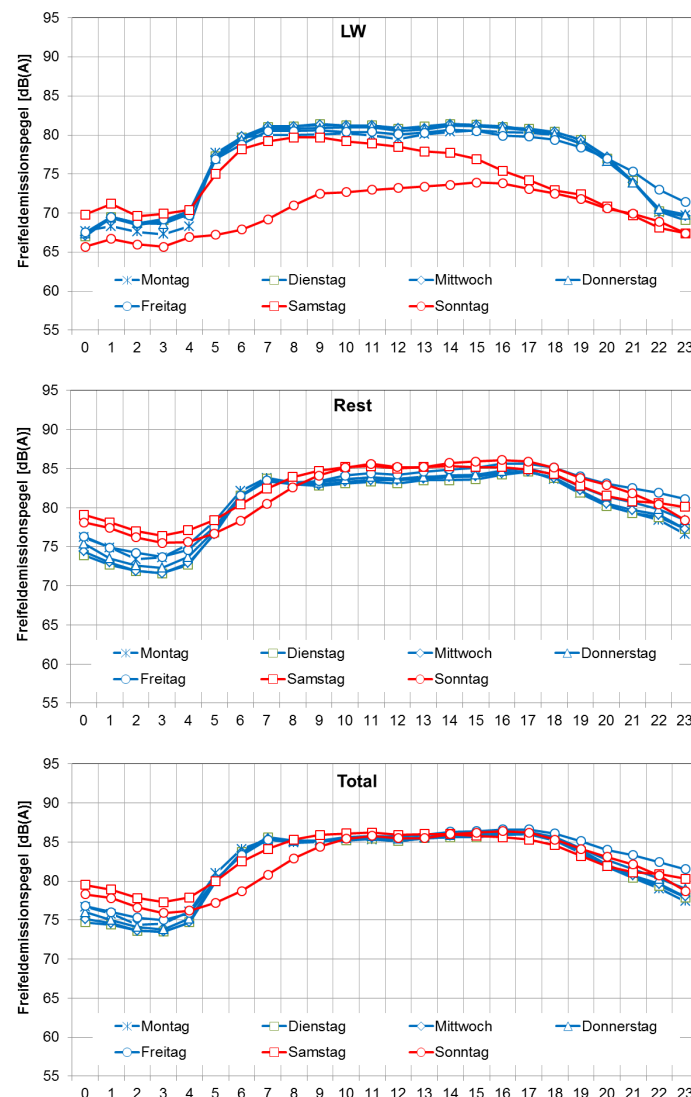 LW
Freifeldemissionspegel [dB(A)]
95
90
85
80
75
70
65
60
55
Montag Dienstag Mittwoch Donnerstag
Freitag Samstag Sonntag
0 1 2 3 4 5 6 7 8 9 10 11 12 13 14 15 16 17 18 19 20 21 22 23
Rest
Freifeldemissionspegel [dB(A)]
95
90
85
80
75
70
65
60
55
Montag Dienstag Mittwoch Donnerstag
Freitag Samstag Sonntag
0 1 2 3 4 5 6 7 8 9 10 11 12 13 14 15 16 17 18 19 20 21 22 23
Total
Freifeldemissionspegel [dB(A)]
95
90
85
80
75
70
65
60
55
Montag Dienstag Mittwoch Donnerstag
Freitag Samstag Sonntag
0 1 2 3 4 5 6 7 8 9 10 11 12 13 14 15 16 17 18 19 20 21 22 23